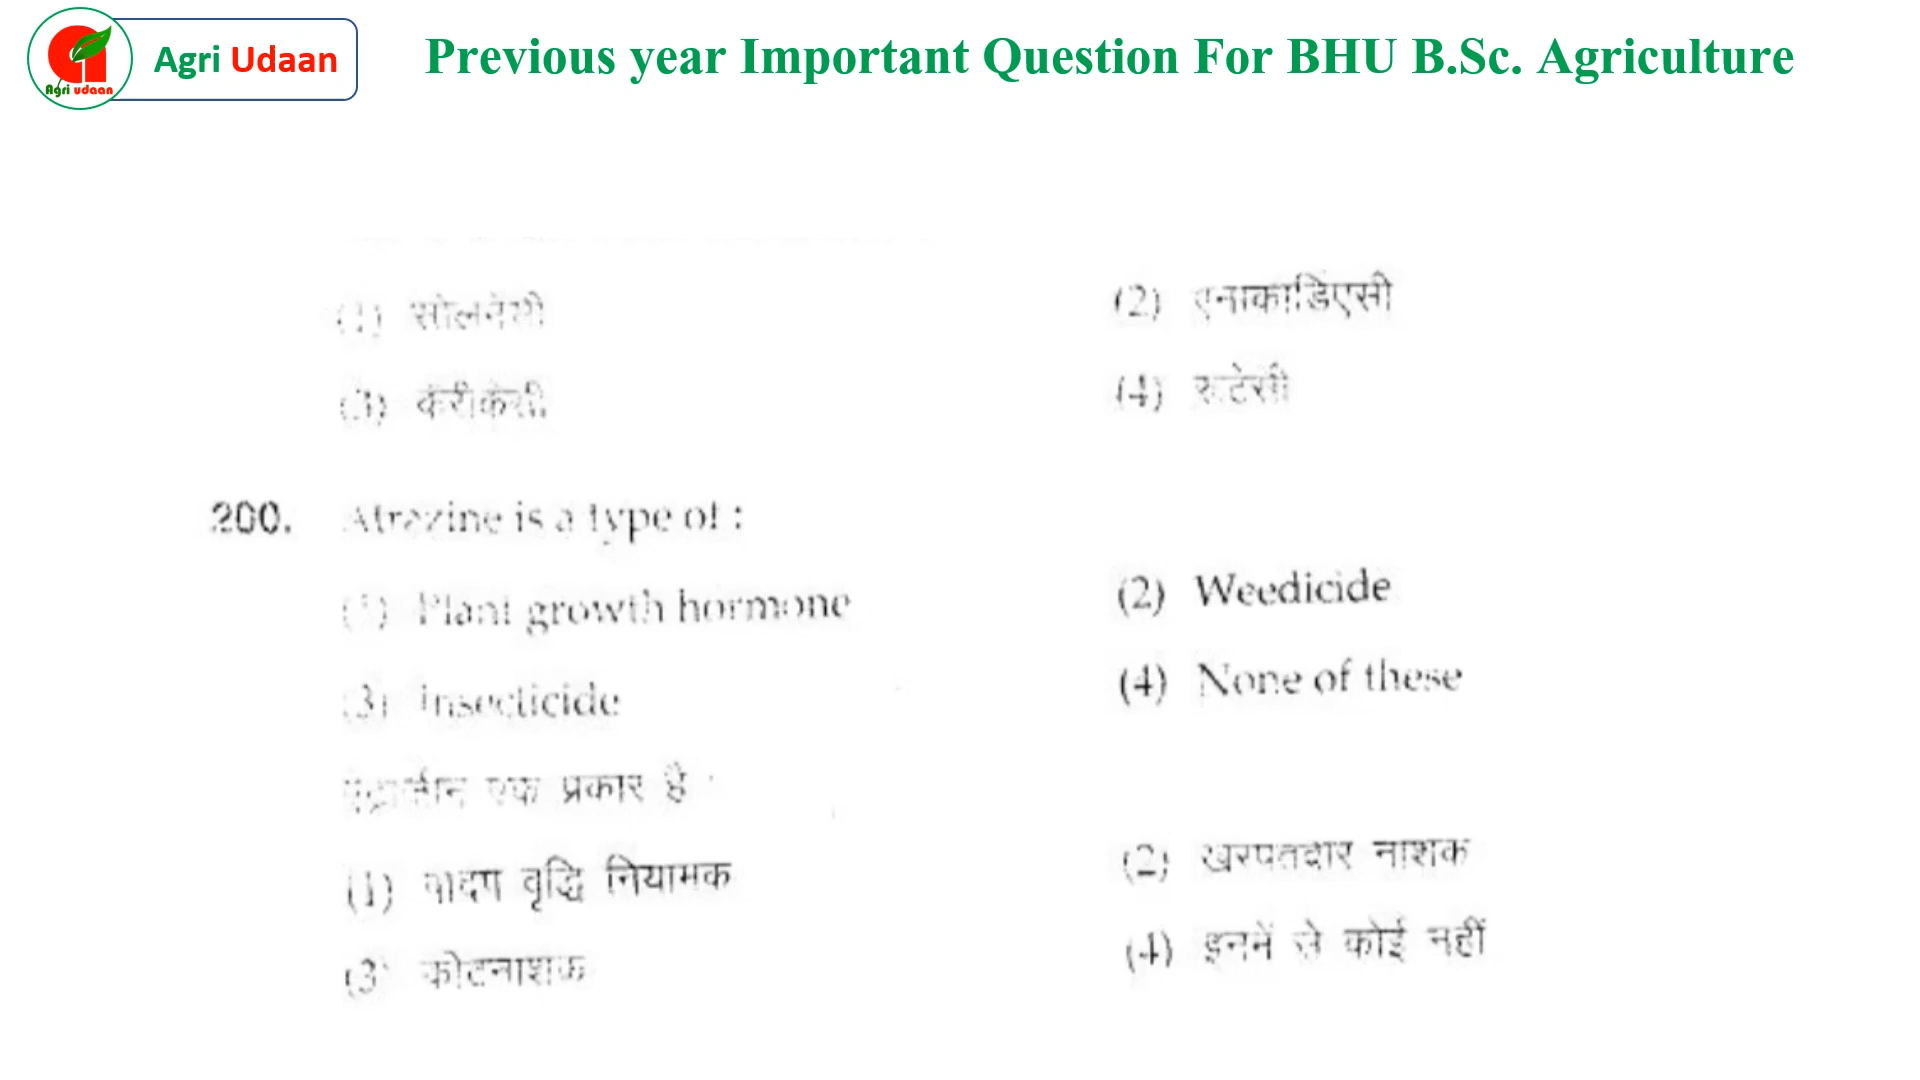 Agri udaan
Agri Udaan
Previous year Important Question For BHU B.Sc. Agriculture
(1) सोलनेसी (2) एनाकार्डिएसी
(3) केरीकेसी (4) रूटेसी
200. Atrazine is a type of :
(1) Plant growth hormone (2) Weedicide
(3) Insecticide (4) None of these
एट्राजीन एक प्रकार है
(1) पादप वृद्धि नियामक (2) खरपतवार नाशक
(3) कीटनाशक (4) इनमें से कोई नहीं